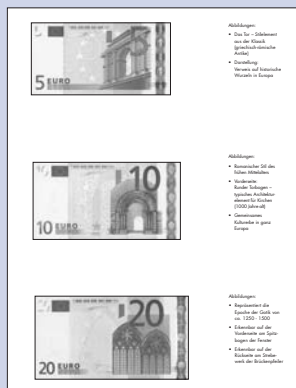 5 EURO
Abbildungen:
• Das Tor – Stilelement
aus der Klassik
(griechisch-römische
Antike)
• Darstellung:
Verweis auf historische
Wurzeln in Europa
10
10 EURO
Abbildungen:
• Romanischer Stil des
frühen Mittelalters
• Vorderseite:
Runder Torbogen –
typisches Architektur-
element für Kirchen
(1000 Jahre alt)
• Gemeinsames
Kulturerbe in ganz
Europa
20
20 EURO
Abbildungen:
• Repräsentiert die
Epoche der Gotik von
ca. 1250 - 1500
• Erkennbar auf der
Vorderseite am Spitz-
bogen der Fenster
• Erkennbar auf der
Rückseite am Strebe-
werk der Brückenpfeiler